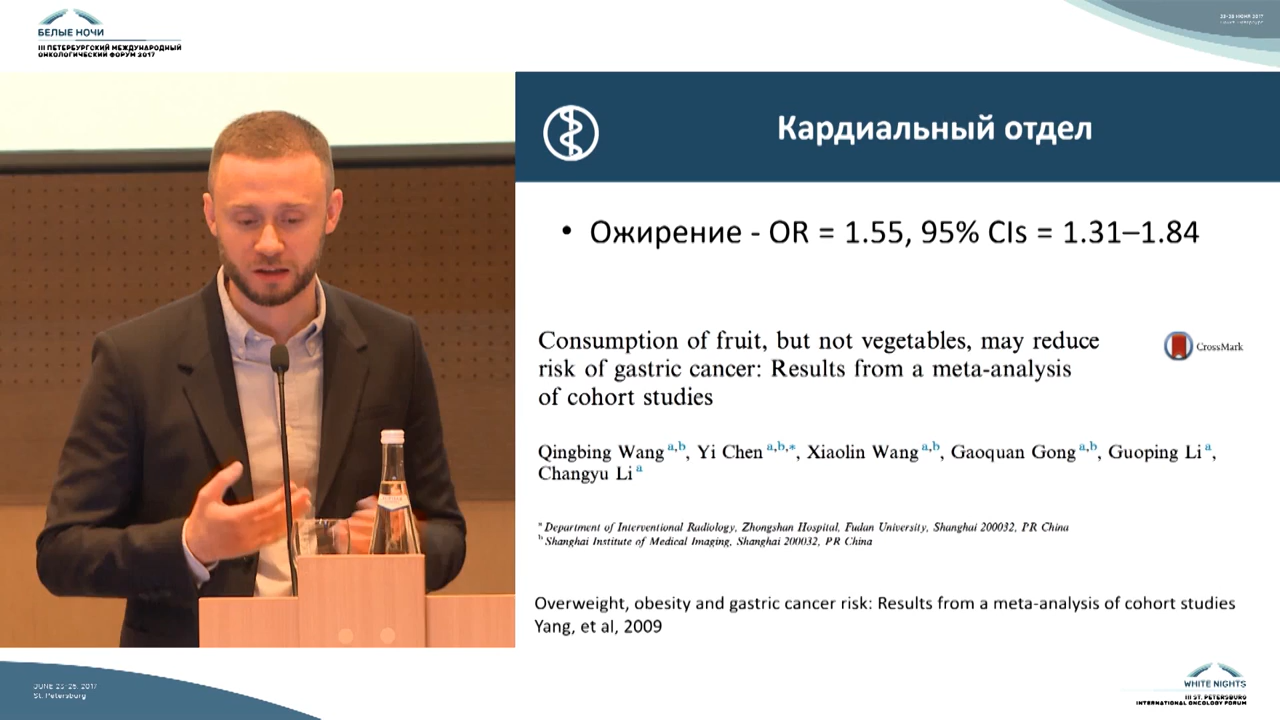 БЕЛЫЕ НОЧИ
III ПЕТЕРБУРГСКИЙ МЕЖДУНАРОДНЫЙ
ОНКОЛОГИЧЕСКИЙ ФОРУМ 2017
Кардиальный отдел
• Ожирение - OR = 1.55, 95% CIs = 1.31–1.84
Consumption of fruit, but not vegetables, may reduce
risk of gastric cancer: Results from a meta-analysis
of cohort studies
CrossMark
Qingbing Wang a,b, Yi Chen a,b,*, Xiaolin Wang a,b, Gaoquan Gong a,b, Guoping Li a,
Changyu Li a
a Department of Interventional Radiology, Zhongshan Hospital, Fudan University, Shanghai 200032, PR China
b Shanghai Institute of Medical Imaging, Shanghai 200032, PR China
Overweight, obesity and gastric cancer risk: Results from a meta-analysis of cohort studies
Yang, et al, 2009
St. Petersburg
WHITE NIGHTS
III ST. PETERSBURG
INTERNATIONAL ONCOLOGY FORUM